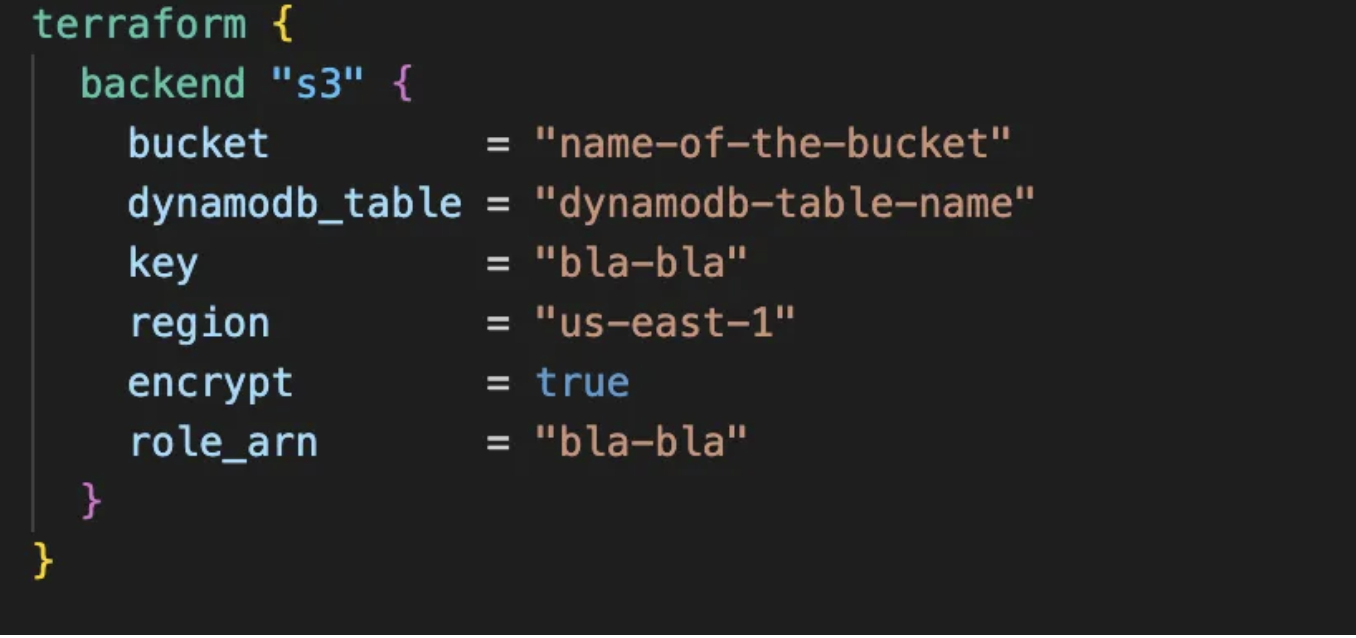 terraform {
  backend "s3" {
    bucket         = "name-of-the-bucket"
    dynamodb_table = "dynamodb-table-name"
    key            = "bla-bla"
    region         = "us-east-1"
    encrypt        = true
    role_arn       = "bla-bla"
  }
}